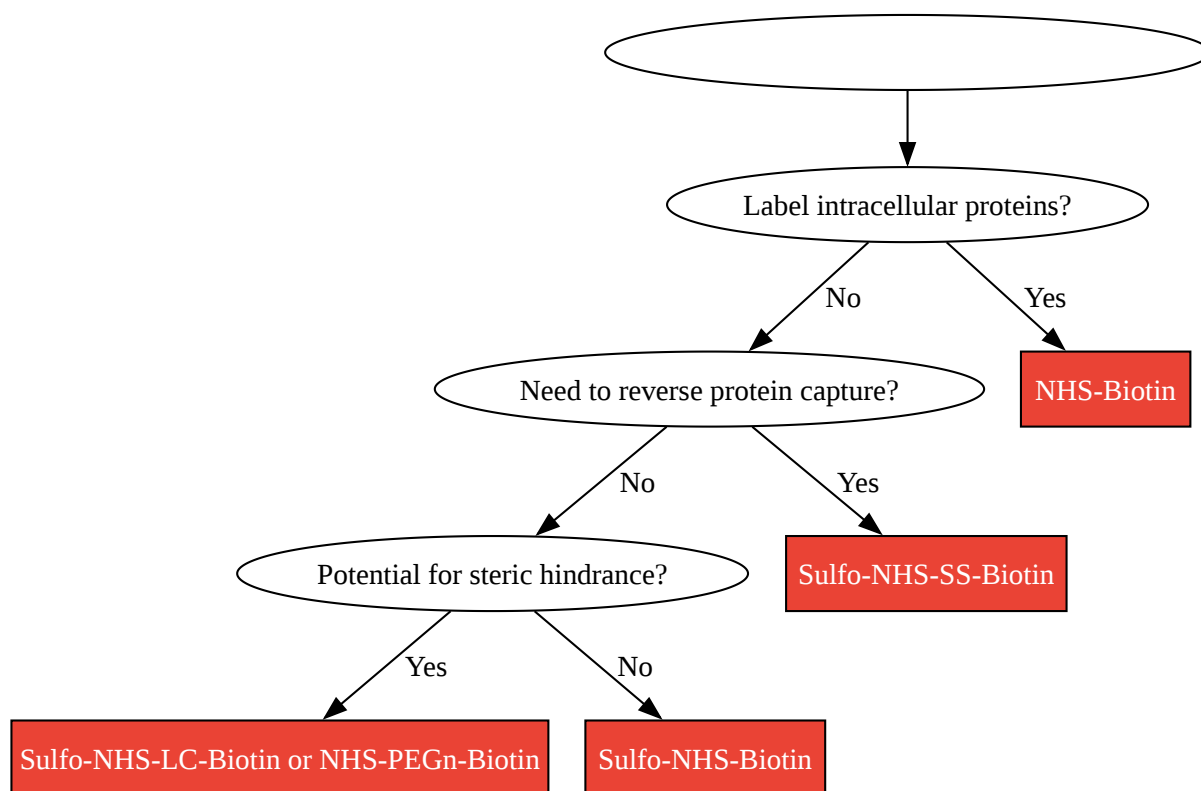 Label intracellular proteins?
No
Yes
Need to reverse protein capture?
NHS-Biotin
No
Yes
Potential for steric hindrance?
Sulfo-NHS-SS-Biotin
Yes
No
Sulfo-NHS-LC-Biotin or NHS-PEGn-Biotin
Sulfo-NHS-Biotin